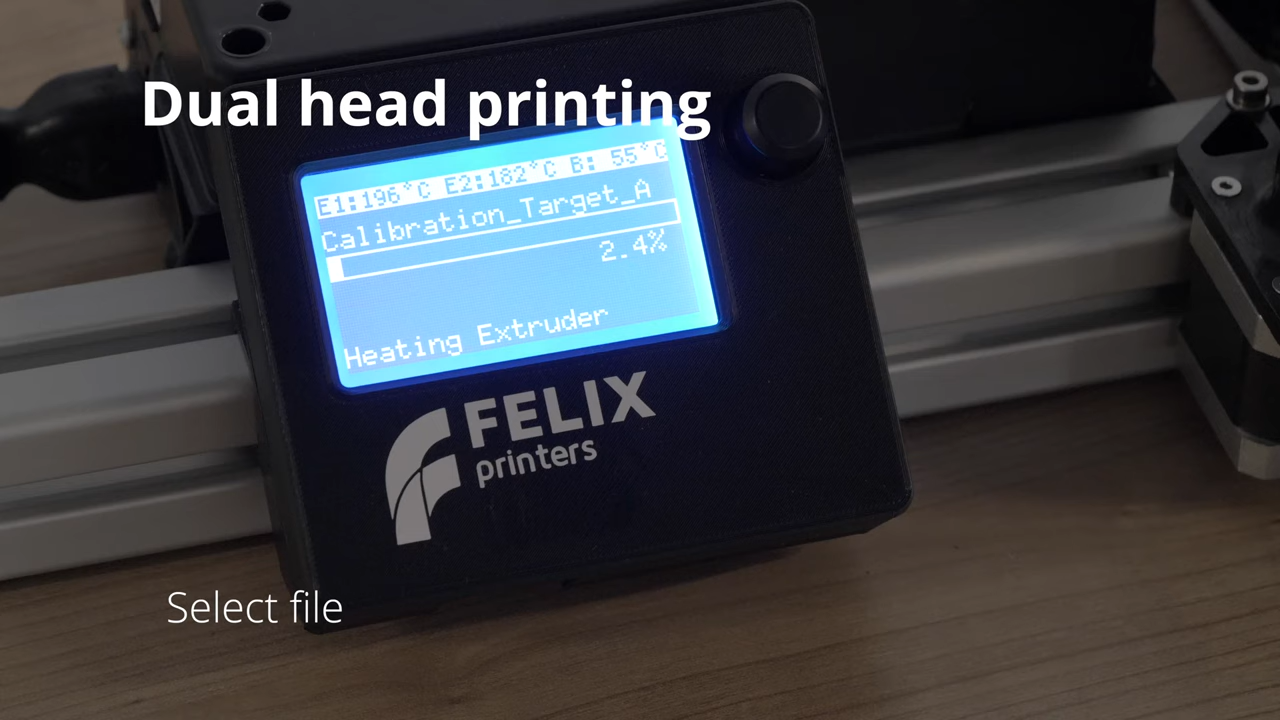 Dual head printing
E1:196°C E2:182°C B: 55°C
Calibration_Target_A
2.4%
Heating Extruder
FELIX
printers
Select file